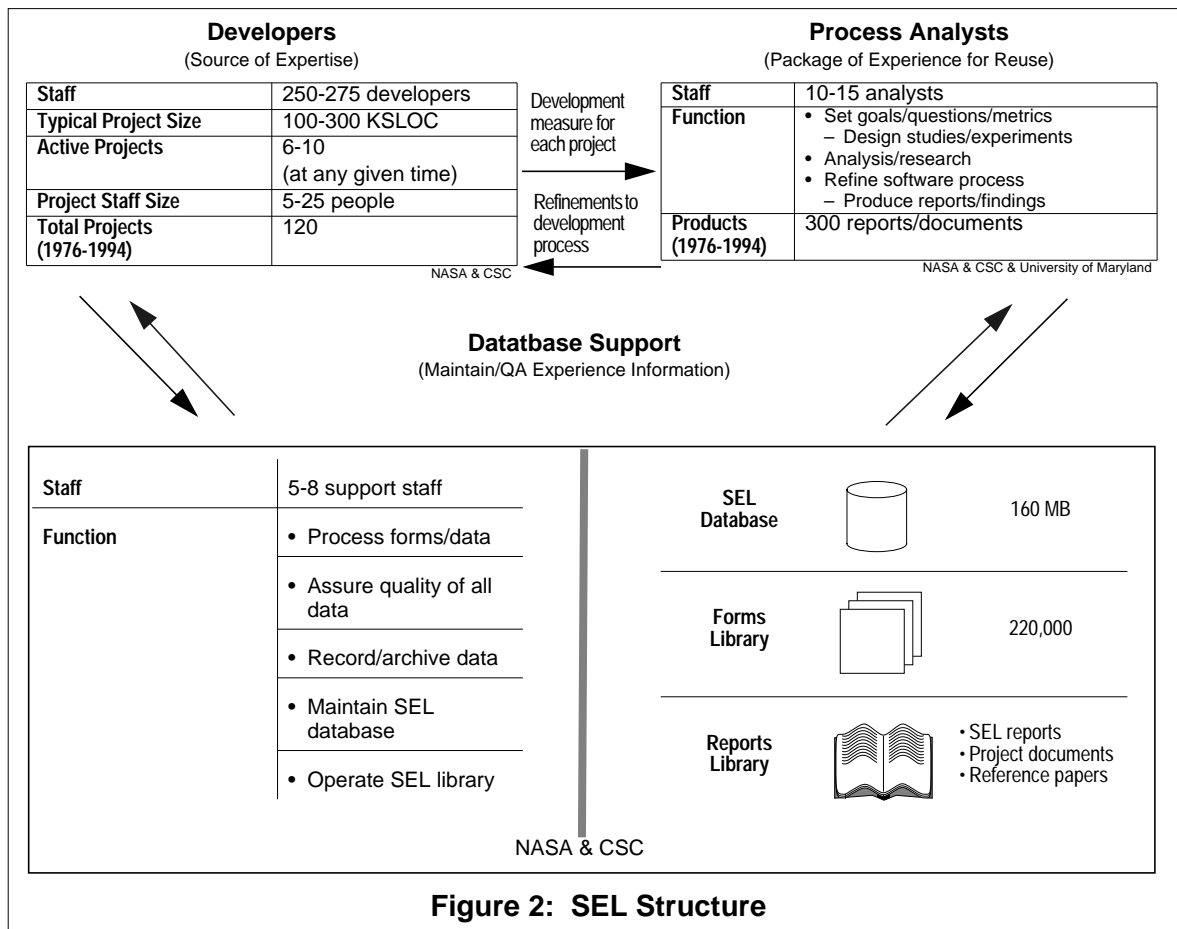 Developers
(Source of Expertise)
Staff 250-275 developers
Typical Project Size 100-300 KSLOC
Active Projects 6-10
(at any given time)
Project Staff Size 5-25 people
Total Projects 120
(1976-1994)
NASA & CSC
Development
measure for
each project
Refinements to
development
process
Process Analysts
(Package of Experience for Reuse)
Staff 10-15 analysts
Function • Set goals/questions/metrics
– Design studies/experiments
• Analysis/research
• Refine software process
– Produce reports/findings
Products 300 reports/documents
(1976-1994)
NASA & CSC & University of Maryland
Datatbase Support
(Maintain/QA Experience Information)
Staff 5-8 support staff
Function • Process forms/data
• Assure quality of all
data
• Record/archive data
• Maintain SEL
database
• Operate SEL library
SEL
Database
160 MB
Forms
Library
220,000
Reports
Library
• SEL reports
• Project documents
• Reference papers
NASA & CSC
Figure 2: SEL Structure